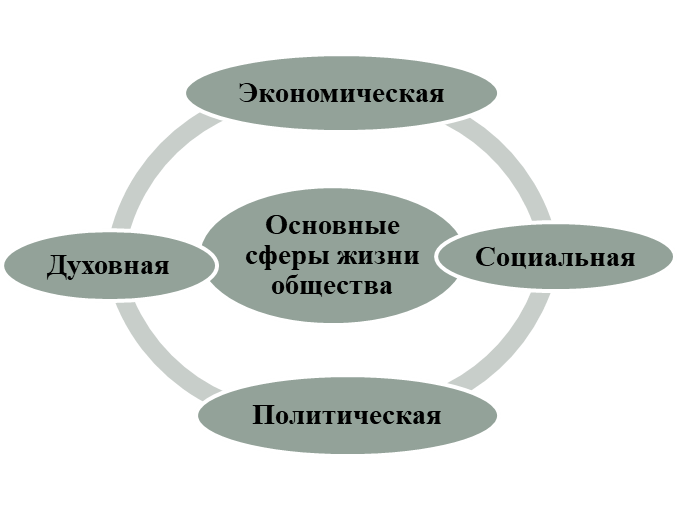 Экономическая
Основные
сферы жизни
общества
Духовная
Социальная
Политическая